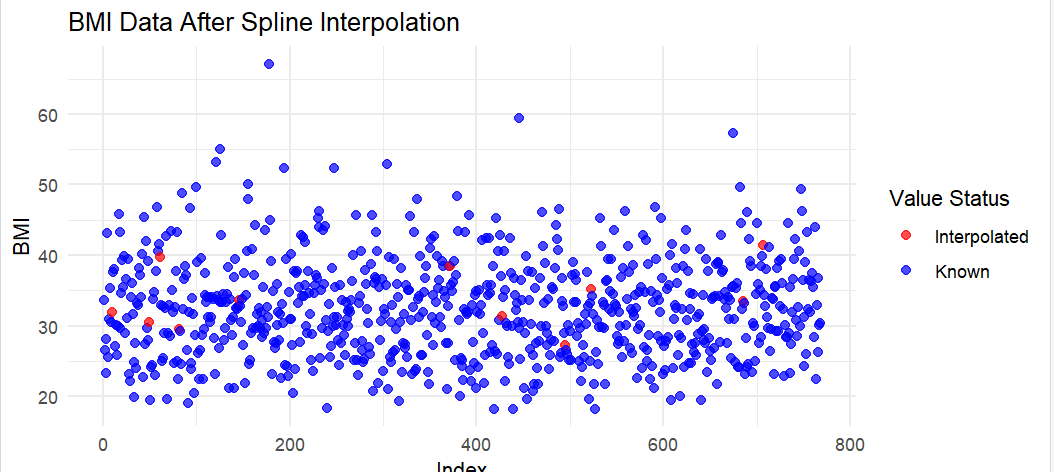 BMI Data After Spline Interpolation
60
50
40
30
20
BMI
0 200 400 600 800
Index
Value Status
Interpolated
Known